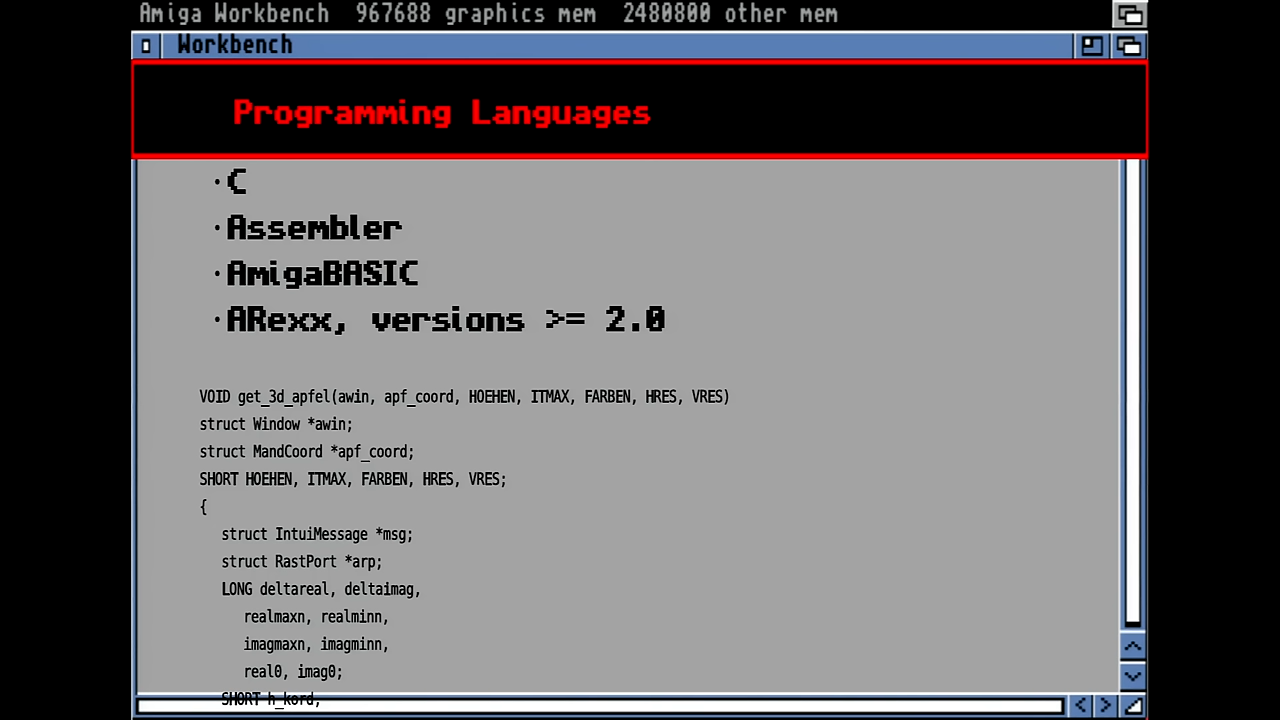 Amiga Workbench 967688 graphics mem 2480800 other mem
Workbench
Programming Languages
·C
·Assembler
·AmigaBASIC
·ARexx, versions >= 2.0
VOID get_3d_apfel(awin, apf_coord, HOEHEN, ITMAX, FARBEN, HRES, VRES)
struct Window *awin;
struct MandCoord *apf_coord;
SHORT HOEHEN, ITMAX, FARBEN, HRES, VRES;
{
struct IntuiMessage *msg;
struct RastPort *arp;
LONG deltareal, deltaimag,
realmaxn, realminn,
imagmaxn, imagminn,
real0, imag0;
SHORT h_kord;